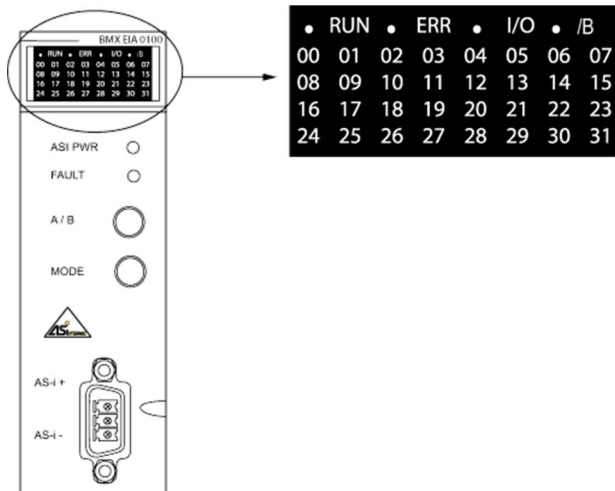 BMX EIA 0100
• RUN • ERR • I/O • /B
00 01 02 03 04 05 06 07
08 09 10 11 12 13 14 15
16 17 18 19 20 21 22 23
24 25 26 27 28 29 30 31
ASI PWR
FAULT
A / B
MODE
AS-i +
AS-i -
• RUN • ERR • I/O • /B
00 01 02 03 04 05 06 07
08 09 10 11 12 13 14 15
16 17 18 19 20 21 22 23
24 25 26 27 28 29 30 31